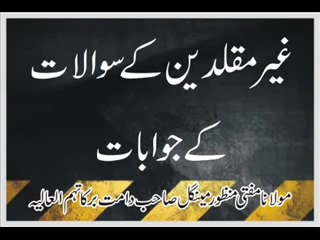 غیر مقلدین کے سوالات
کے جوابات
مولانا مفتی منظور مینگل صاحب دامت برکاتہم العالیہ